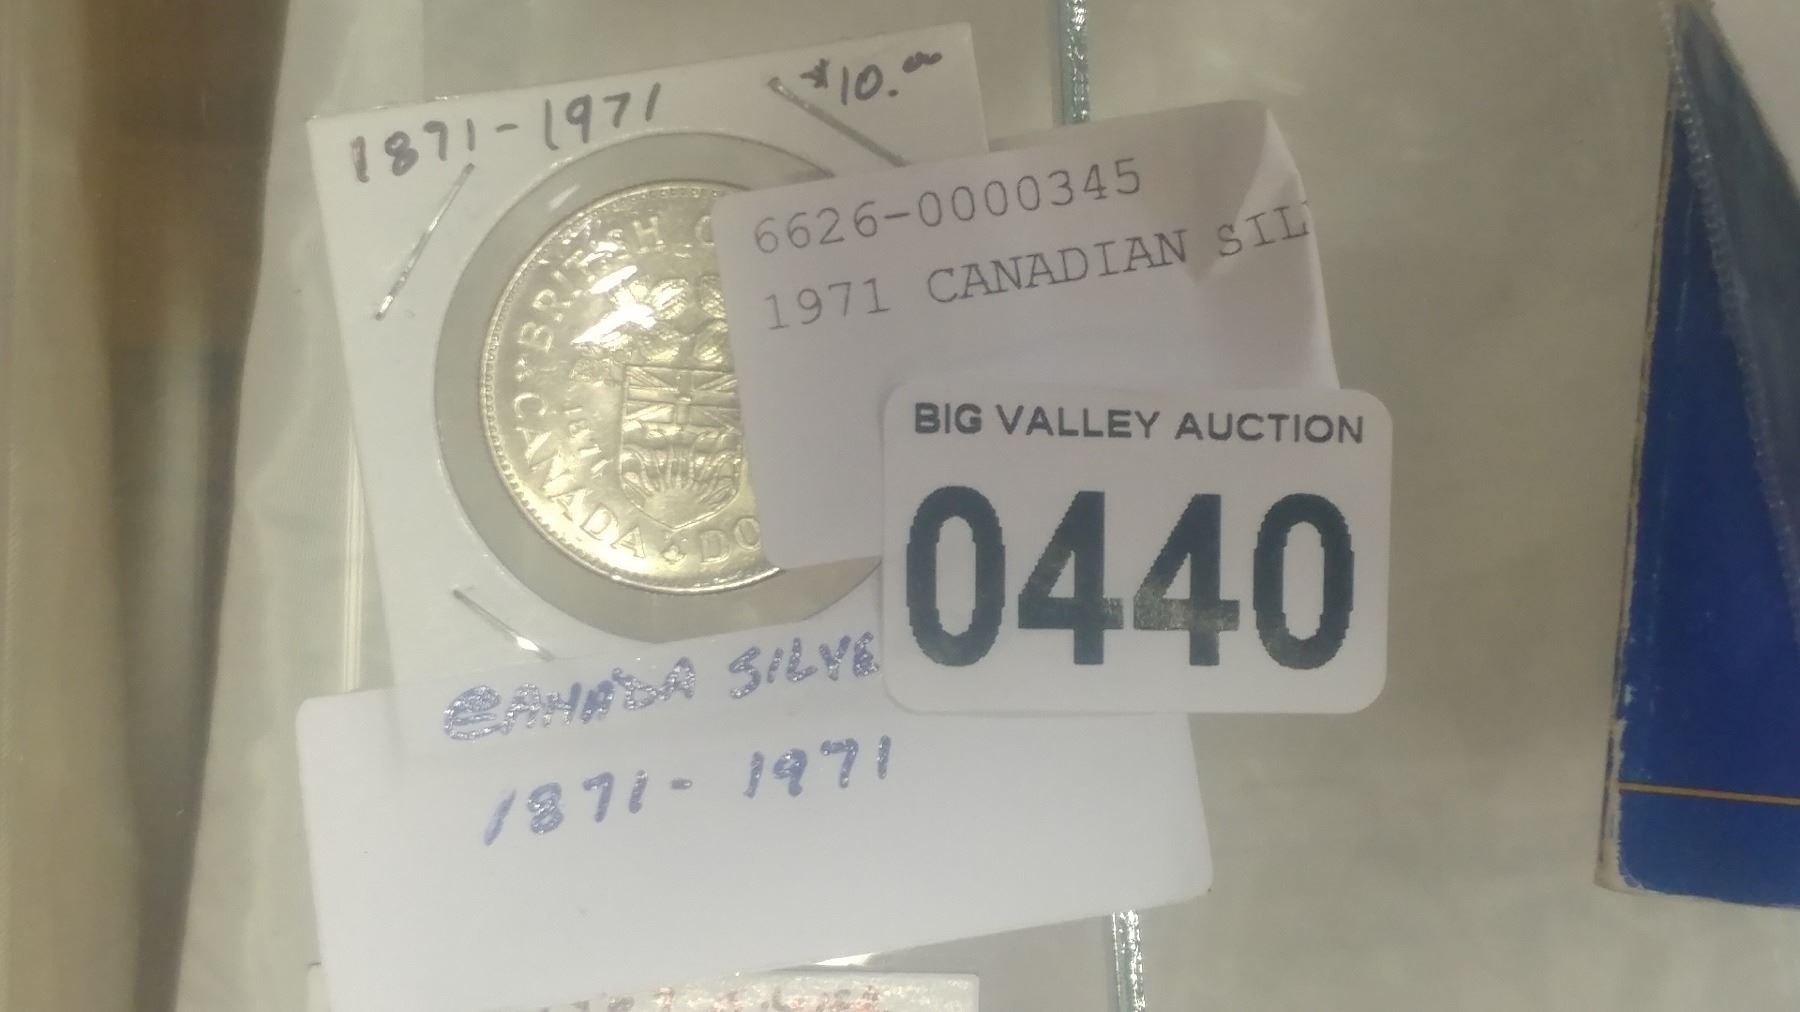 1871-1971 $10.00
6626-0000345
1971 CANADIAN SIL
BRITISH C
1871
CANADA DO
BIG VALLEY AUCTION
0440
CANADA SILVE
1871-1971